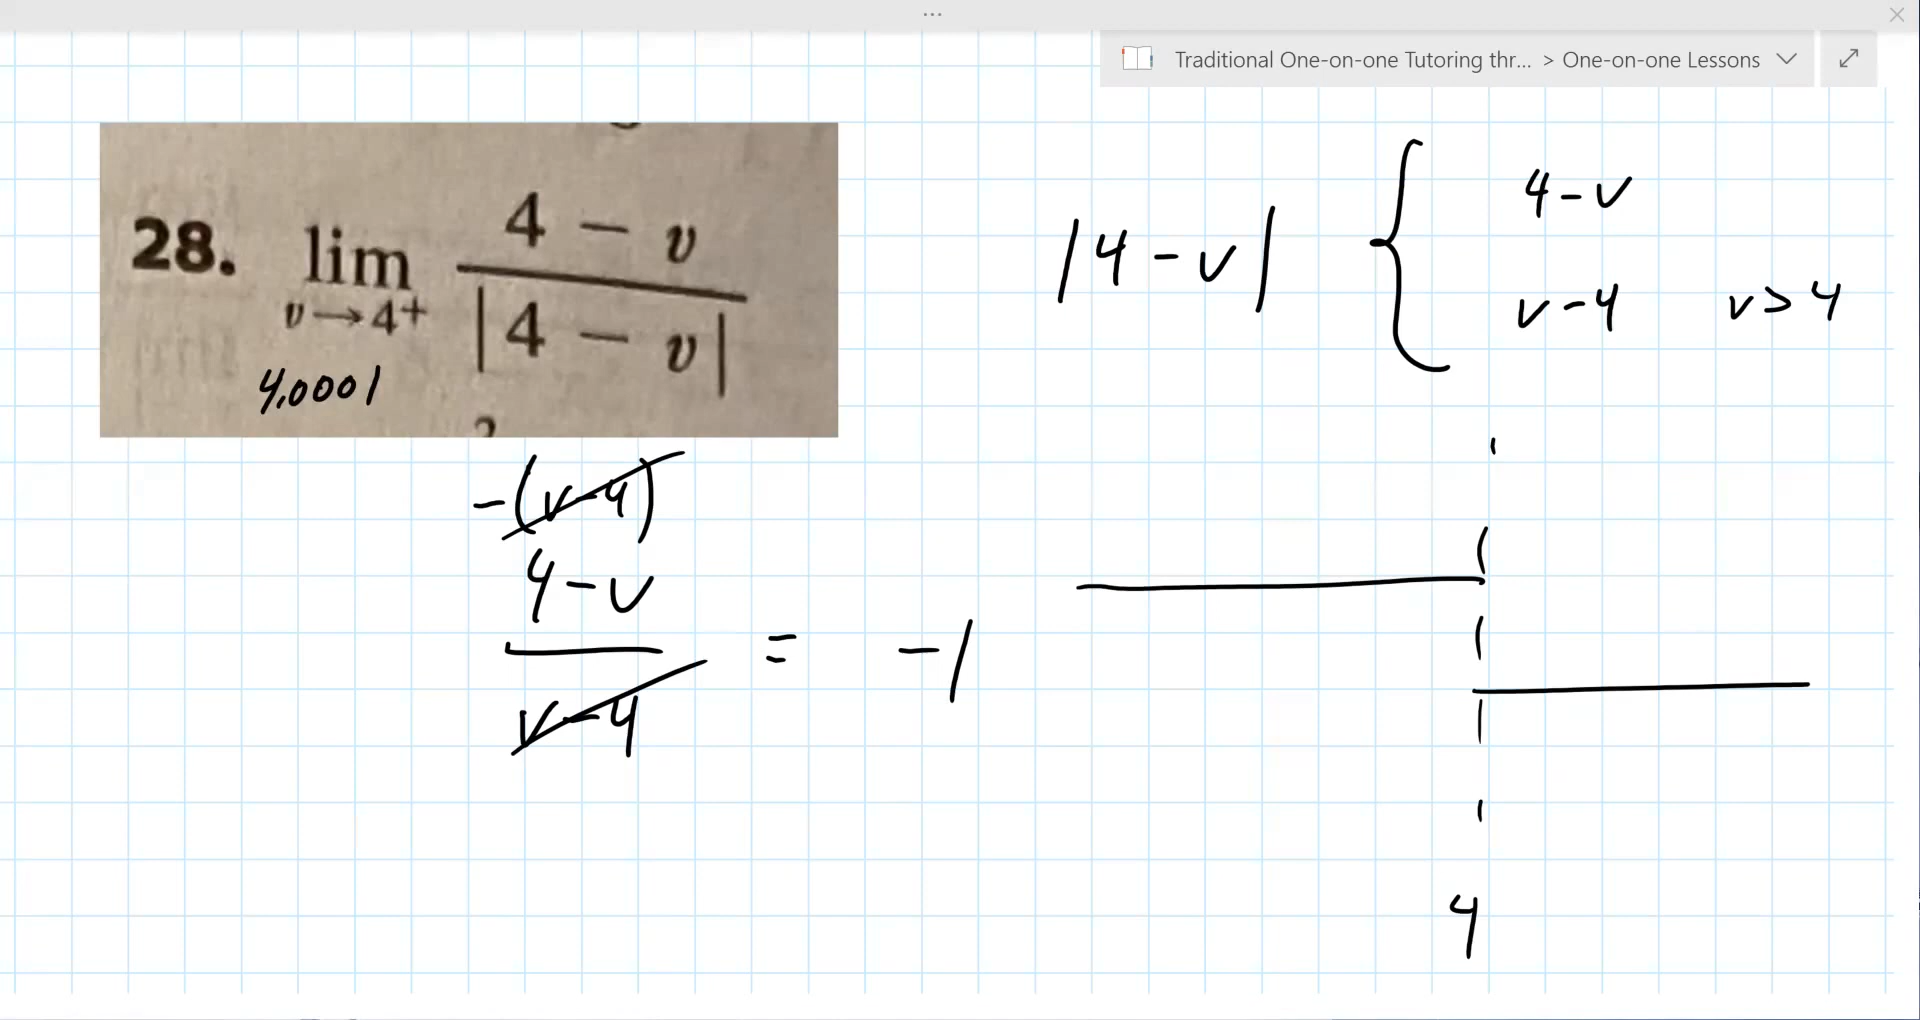 ...
Traditional One-on-one Tutoring thr... > One-on-one Lessons
28. lim v→4+ 4 − v / |4 − v|
4.0001
|4-v| { 4-v
v-4 v>4
-(v-4)
4-v
v-4
= -1
4